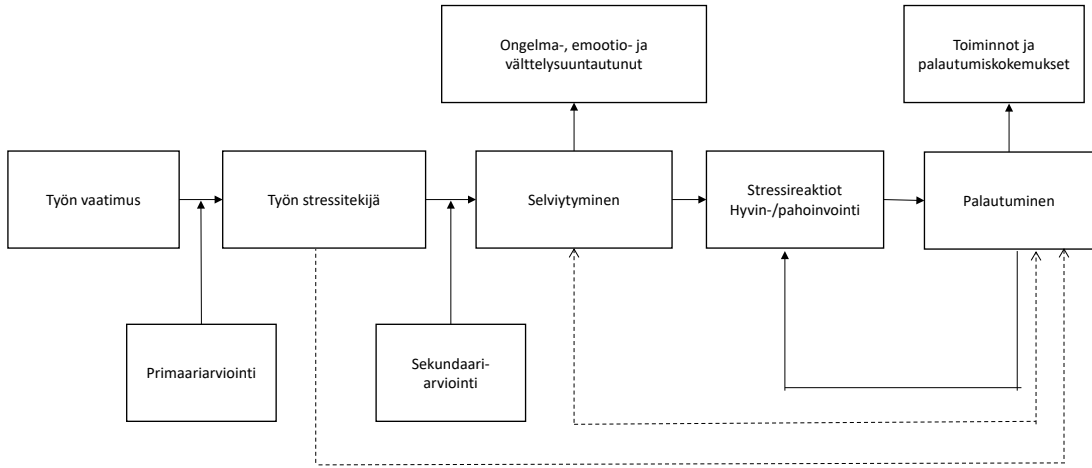 Ongelma-, emootio- ja
välttelysuuntautunut
Toiminnot ja
palautumiskokemukset
Työn vaatimus
Työn stressitekijä
Selviytyminen
Stressireaktiot
Hyvin-/pahoinvointi
Palautuminen
Primaariarviointi
Sekundaari-
arviointi